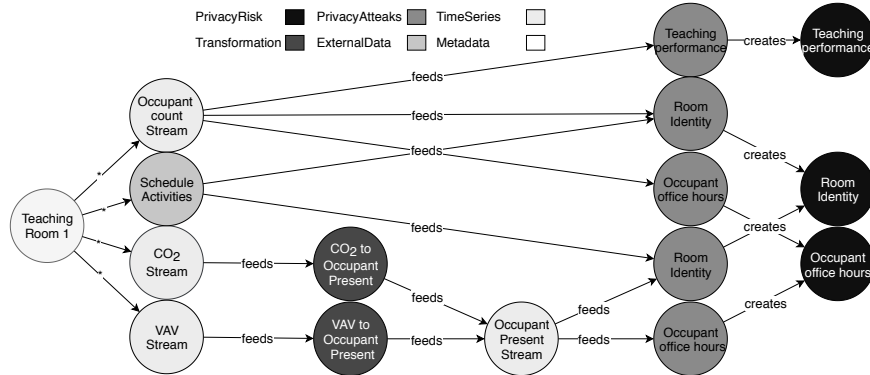 PrivacyRisk
PrivacyAtteaks
TimeSeries
Transformation
ExternalData
Metadata
Teaching
performance
creates
Teaching
performance
feeds
Occupant
count
Stream
feeds
Room
Identity
feeds
creates
*
Schedule
Activities
Occupant
office hours
Room
Identity
*
Teaching
Room 1
feeds
creates
*
CO2
Stream
feeds
CO2 to
Occupant
Present
Room
Identity
Occupant
office hours
*
feeds
feeds
creates
VAV
Stream
feeds
VAV to
Occupant
Present
feeds
Occupant
Present
Stream
feeds
Occupant
office hours